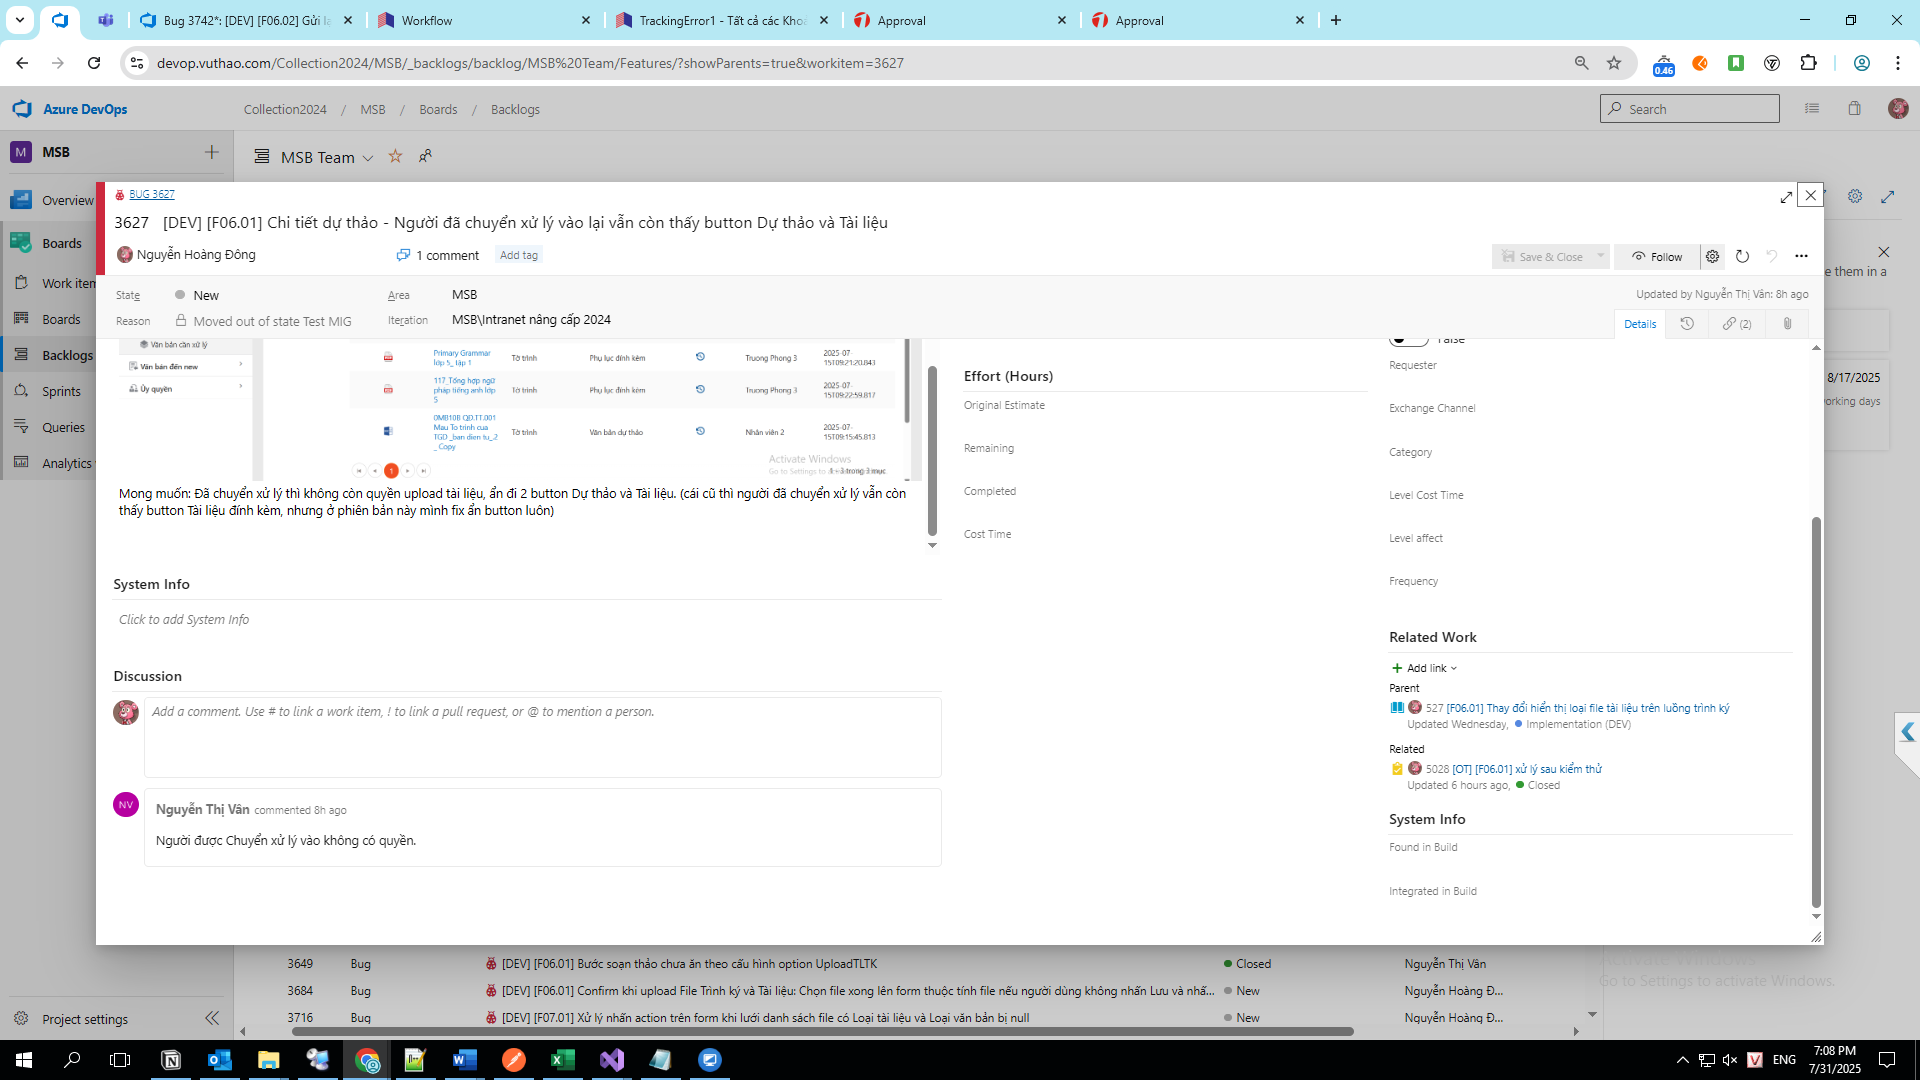 Bug 3742*: [DEV] [F06.02] Gửi lạ
Workflow
TrackingError1 - Tất cả các Kho
Approval
Approval
devop.vuthao.com/Collection2024/MSB/_backlogs/backlog/MSB%20Team/Features/?showParents=true&workitem=3627
0.46
Azure DevOps
Collection2024 / MSB / Boards / Backlogs
Search
M MSB
MSB Team
Overview
BUG 3627
3627 [DEV] [F06.01] Chi tiết dự thảo - Người đã chuyển xử lý vào lại vẫn còn thấy button Dự thảo và Tài liệu
Boards
Nguyễn Hoàng Đông
1 comment
Add tag
Save & Close
Follow
e them in a
Work item
State
New
Area
MSB
Updated by Nguyễn Thị Vân: 8h ago
Reason
Moved out of state Test MIG
Iteration
MSB\Intranet nâng cấp 2024
Details
(2)
Boards
Backlogs
Sprints
Queries
Analytics
Văn bản cần xử lý
Văn bản đến new
Ủy quyền
Primary Grammar
lớp 5_ tập 1
Tờ trình
Phụ lục đính kèm
Truong Phong 3
2025-07-
15T09:21:20.843
117_Tổng hợp ngữ
pháp tiếng anh lớp
5
Tờ trình
Phụ lục đính kèm
Truong Phong 3
2025-07-
15T09:22:59.817
0MB10B QD.TT.001
Mau To trinh cua
TGD _ban dien tu_2
_Copy
Tờ trình
Văn bản dự thảo
Nhân viên 2
2025-07-
15T09:15:45.813
Activate Windows
1
1 - 3 trong 3 mục
Mong muốn: Đã chuyển xử lý thì không còn quyền upload tài liệu, ẩn đi 2 button Dự thảo và Tài liệu. (cái cũ thì người đã chuyển xử lý vẫn còn
thấy button Tài liệu đính kèm, nhưng ở phiên bản này mình fix ẩn button luôn)
System Info
Click to add System Info
Discussion
Add a comment. Use # to link a work item, ! to link a pull request, or @ to mention a person.
NV
Nguyễn Thị Vân commented 8h ago
Người được Chuyển xử lý vào không có quyền.
Effort (Hours)
Original Estimate
Remaining
Completed
Cost Time
False
Requester
Exchange Channel
Category
Level Cost Time
Level affect
Frequency
Related Work
Add link
Parent
527 [F06.01] Thay đổi hiển thị loại file tài liệu trên luồng trình ký
Updated Wednesday, Implementation (DEV)
Related
5028 [OT] [F06.01] xử lý sau kiểm thử
Updated 6 hours ago, Closed
System Info
Found in Build
Integrated in Build
8/17/2025
orking days
3649 Bug [DEV] [F06.01] Bước soạn thảo chưa ăn theo cấu hình option UploadTLTK Closed Nguyễn Thị Vân
3684 Bug [DEV] [F06.01] Confirm khi upload File Trình ký và Tài liệu: Chọn file xong lên form thuộc tính file nếu người dùng không nhấn Lưu và nhấ... New Nguyễn Hoàng Đ...
3716 Bug [DEV] [F07.01] Xử lý nhấn action trên form khi lưới danh sách file có Loại tài liệu và Loại văn bản bị null New Nguyễn Hoàng Đ...
Activate Windows
Go to Settings to activate Windows.
Project settings
ENG
7:08 PM
7/31/2025